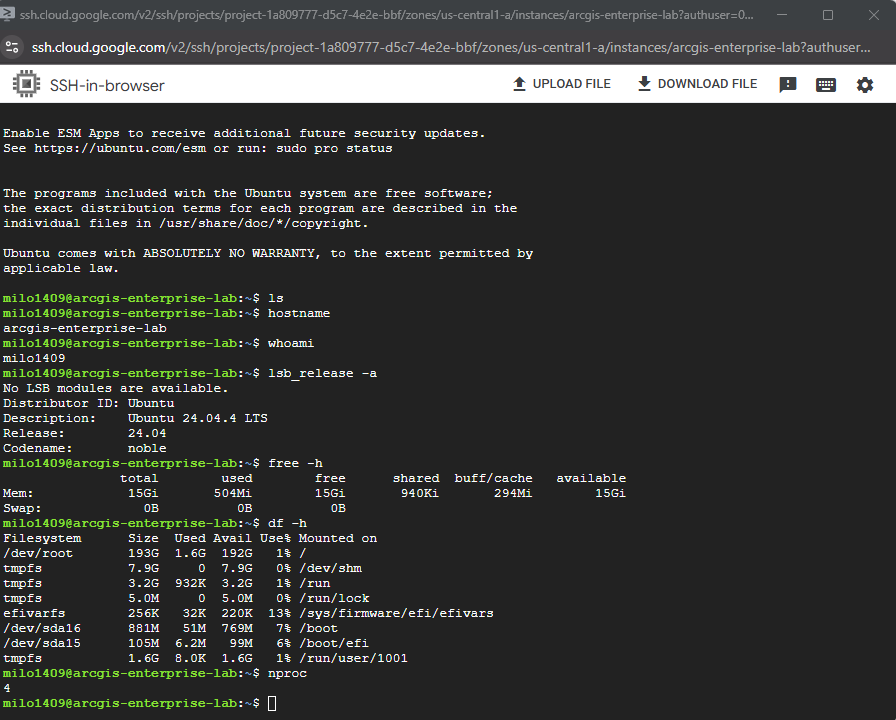 ssh.cloud.google.com/v2/ssh/projects/project-1a809777-d5c7-4e2e-bbf/zones/us-central1-a/instances/arcgis-enterprise-lab?authuser=0...
ssh.cloud.google.com/v2/ssh/projects/project-1a809777-d5c7-4e2e-bbf/zones/us-central1-a/instances/arcgis-enterprise-lab?authuser...
SSH-in-browser
UPLOAD FILE
DOWNLOAD FILE
Enable ESM Apps to receive additional future security updates.
See https://ubuntu.com/esm or run: sudo pro status
The programs included with the Ubuntu system are free software;
the exact distribution terms for each program are described in the
individual files in /usr/share/doc/*/copyright.
Ubuntu comes with ABSOLUTELY NO WARRANTY, to the extent permitted by
applicable law.
milo1409@arcgis-enterprise-lab:~$ ls
milo1409@arcgis-enterprise-lab:~$ hostname
arcgis-enterprise-lab
milo1409@arcgis-enterprise-lab:~$ whoami
milo1409
milo1409@arcgis-enterprise-lab:~$ lsb_release -a
No LSB modules are available.
Distributor ID: Ubuntu
Description:    Ubuntu 24.04.4 LTS
Release:        24.04
Codename:       noble
milo1409@arcgis-enterprise-lab:~$ free -h
               total        used        free      shared  buff/cache   available
Mem:            15Gi       504Mi        15Gi       940Ki       294Mi        15Gi
Swap:             0B          0B          0B
milo1409@arcgis-enterprise-lab:~$ df -h
Filesystem      Size  Used Avail Use% Mounted on
/dev/root       193G  1.6G  192G   1% /
tmpfs           7.9G     0  7.9G   0% /dev/shm
tmpfs           3.2G  932K  3.2G   1% /run
tmpfs           5.0M     0  5.0M   0% /run/lock
efivarfs        256K   32K  220K  13% /sys/firmware/efi/efivars
/dev/sda16      881M   51M  769M   7% /boot
/dev/sda15      105M  6.2M   99M   6% /boot/efi
tmpfs           1.6G  8.0K  1.6G   1% /run/user/1001
milo1409@arcgis-enterprise-lab:~$ nproc
4
milo1409@arcgis-enterprise-lab:~$